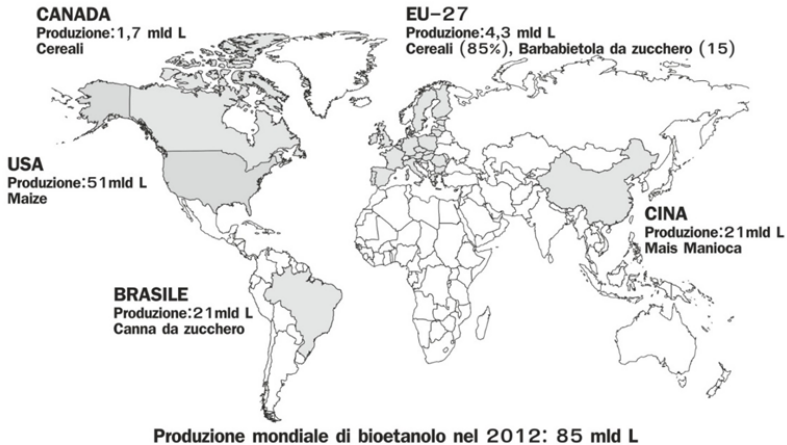 CANADA
Produzione:1,7 mld L
Cereali
EU-27
Produzione:4,3 mld L
Cereali (85%), Barbabietola da zucchero (15)
USA
Produzione:51mld L
Maize
CINA
Produzione:21mld L
Mais Manioca
BRASILE
Produzione:21mld L
Canna da zucchero
Produzione mondiale di bioetanolo nel 2012: 85 mld L